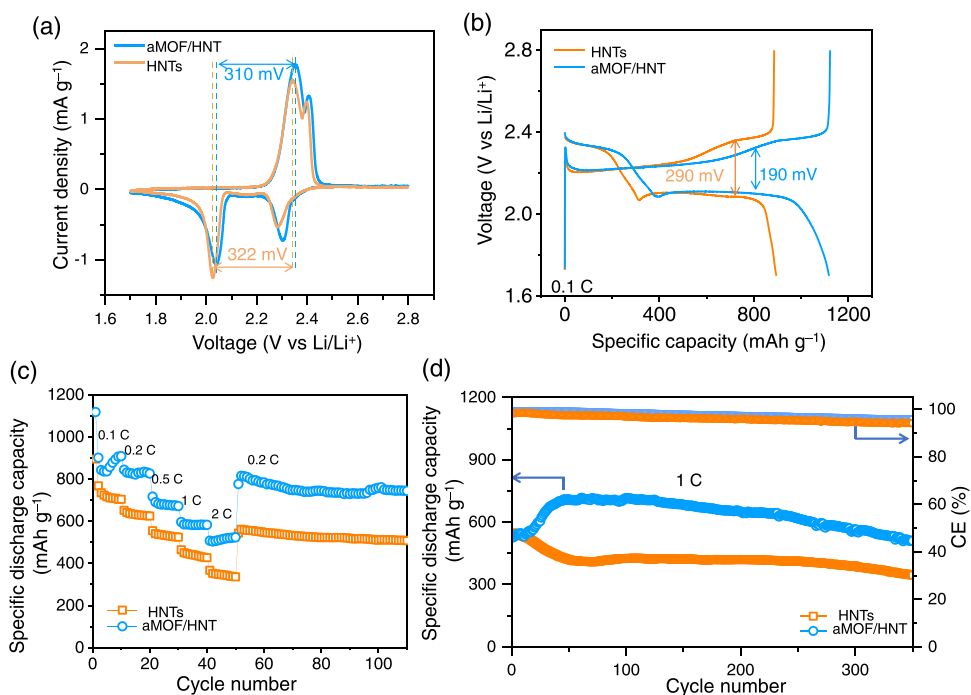 (a)
aMOF/HNT
HNTs
310 mV
322 mV
2
1
0
-1
Current density (mA g⁻¹)
1.6
2.0
2.4
2.8
1.6 2.0 2.4 2.8
Voltage (V vs Li/Li⁺)
(b)
HNTs
aMOF/HNT
290 mV
190 mV
0.1 C
2.8
2.4
2.0
1.6
Voltage (V vs Li/Li⁺)
0 400 800 1200
Specific capacity (mAh g⁻¹)
(c)
1200
1000
800
600
400
200
0
Specific discharge capacity
(mAh g⁻¹)
0.1 C
0.2 C
0.5 C
1 C
2 C
0.2 C
HNTs
aMOF/HNT
0 20 40 60 80 100
Cycle number
(d)
1200
1050
900
750
600
450
300
150
0
Specific discharge capacity
(mAh g⁻¹)
1 C
HNTs
aMOF/HNT
100
80
60
40
20
0
CE (%)
0 100 200 300
Cycle number